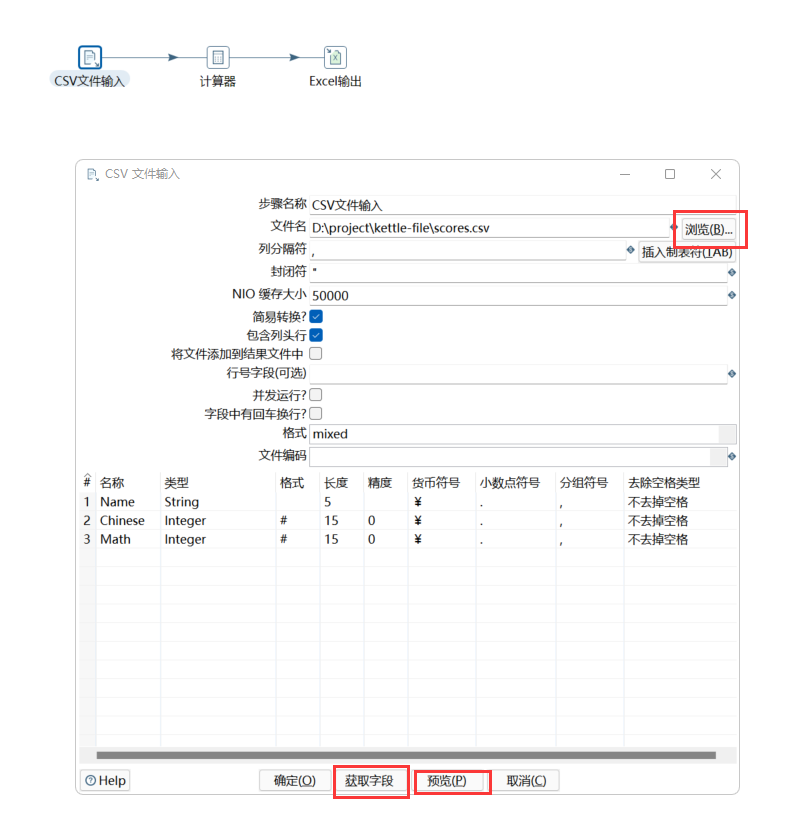 CSV文件输入 计算器 Excel输出
CSV 文件输入
步骤名称 CSV文件输入
文件名 D:\project\kettle-file\scores.csv 浏览(B)...
列分隔符 , 插入制表符(TAB)
封闭符 "
NIO 缓存大小 50000
简易转换?
包含列头行
将文件添加到结果文件中
行号字段(可选)
并发运行?
字段中有回车换行?
格式 mixed
文件编码
# 名称 类型 格式 长度 精度 货币符号 小数点符号 分组符号 去除空格类型
1 Name String 5 ¥ . , 不去掉空格
2 Chinese Integer # 15 0 ¥ . , 不去掉空格
3 Math Integer # 15 0 ¥ . , 不去掉空格
Help 确定(O) 获取字段 预览(P) 取消(C)